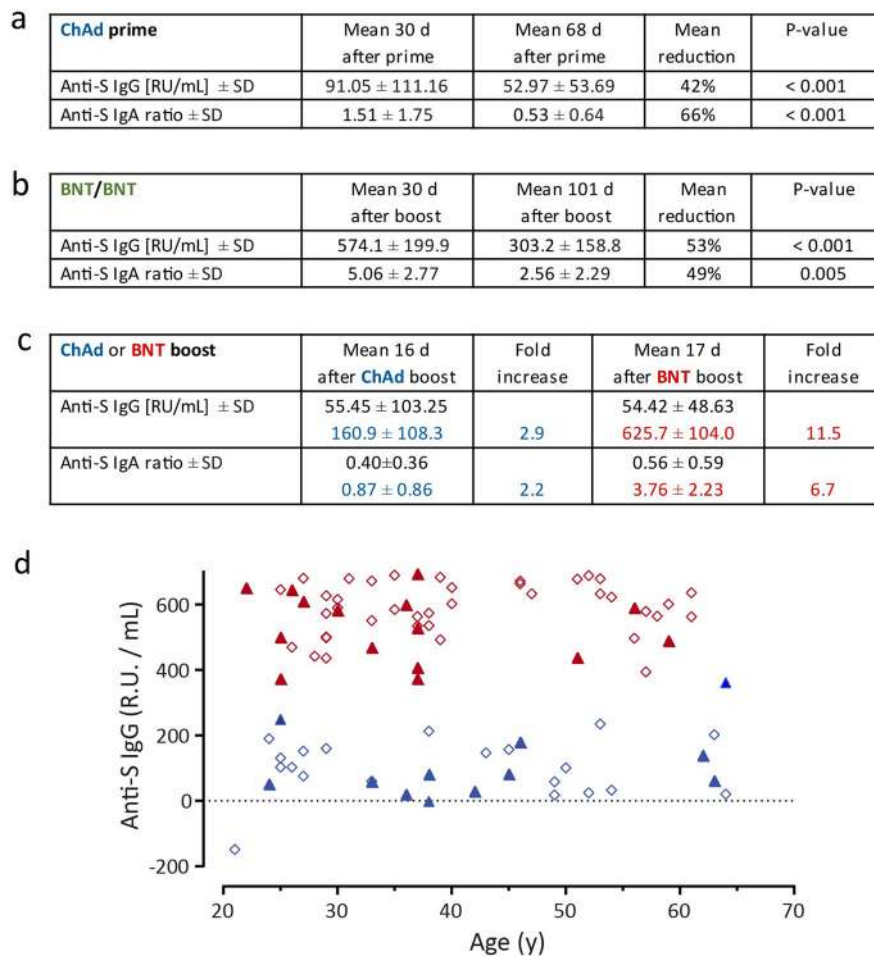 a
ChAd prime Mean 30 d after prime Mean 68 d after prime Mean reduction P-value
Anti-S IgG [RU/mL] ± SD 91.05 ± 111.16 52.97 ± 53.69 42% < 0.001
Anti-S IgA ratio ± SD 1.51 ± 1.75 0.53 ± 0.64 66% < 0.001
b
BNT/BNT Mean 30 d after boost Mean 101 d after boost Mean reduction P-value
Anti-S IgG [RU/mL] ± SD 574.1 ± 199.9 303.2 ± 158.8 53% < 0.001
Anti-S IgA ratio ± SD 5.06 ± 2.77 2.56 ± 2.29 49% 0.005
c
ChAd or BNT boost Mean 16 d after ChAd boost Fold increase Mean 17 d after BNT boost Fold increase
Anti-S IgG [RU/mL] ± SD 55.45 ± 103.25 54.42 ± 48.63
160.9 ± 108.3 2.9 625.7 ± 104.0 11.5
Anti-S IgA ratio ± SD 0.40±0.36 0.56 ± 0.59
0.87 ± 0.86 2.2 3.76 ± 2.23 6.7
d
Anti-S IgG (R.U. / mL)
600
400
200
0
-200
20 30 40 50 60 70
Age (y)